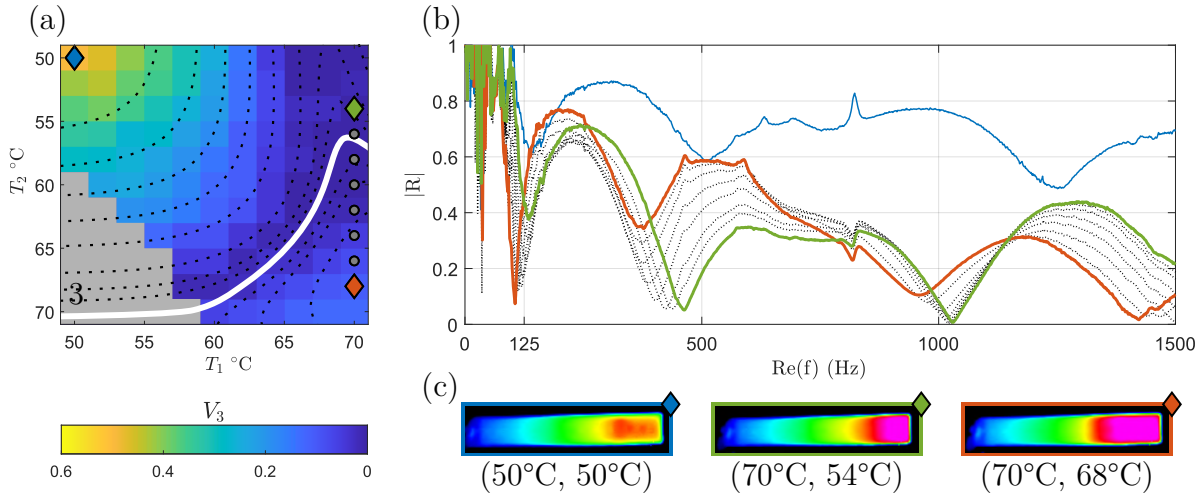 (a)
50
55
60
65
70
T₂ °C
3
50 55 60 65 70
T₁ °C
V₃
0.6 0.4 0.2 0
(b)
1
0.8
0.6
0.4
0.2
0
|R|
0 125 500 1000 1500
Re(f) (Hz)
(c)
(50°C, 50°C) (70°C, 54°C) (70°C, 68°C)